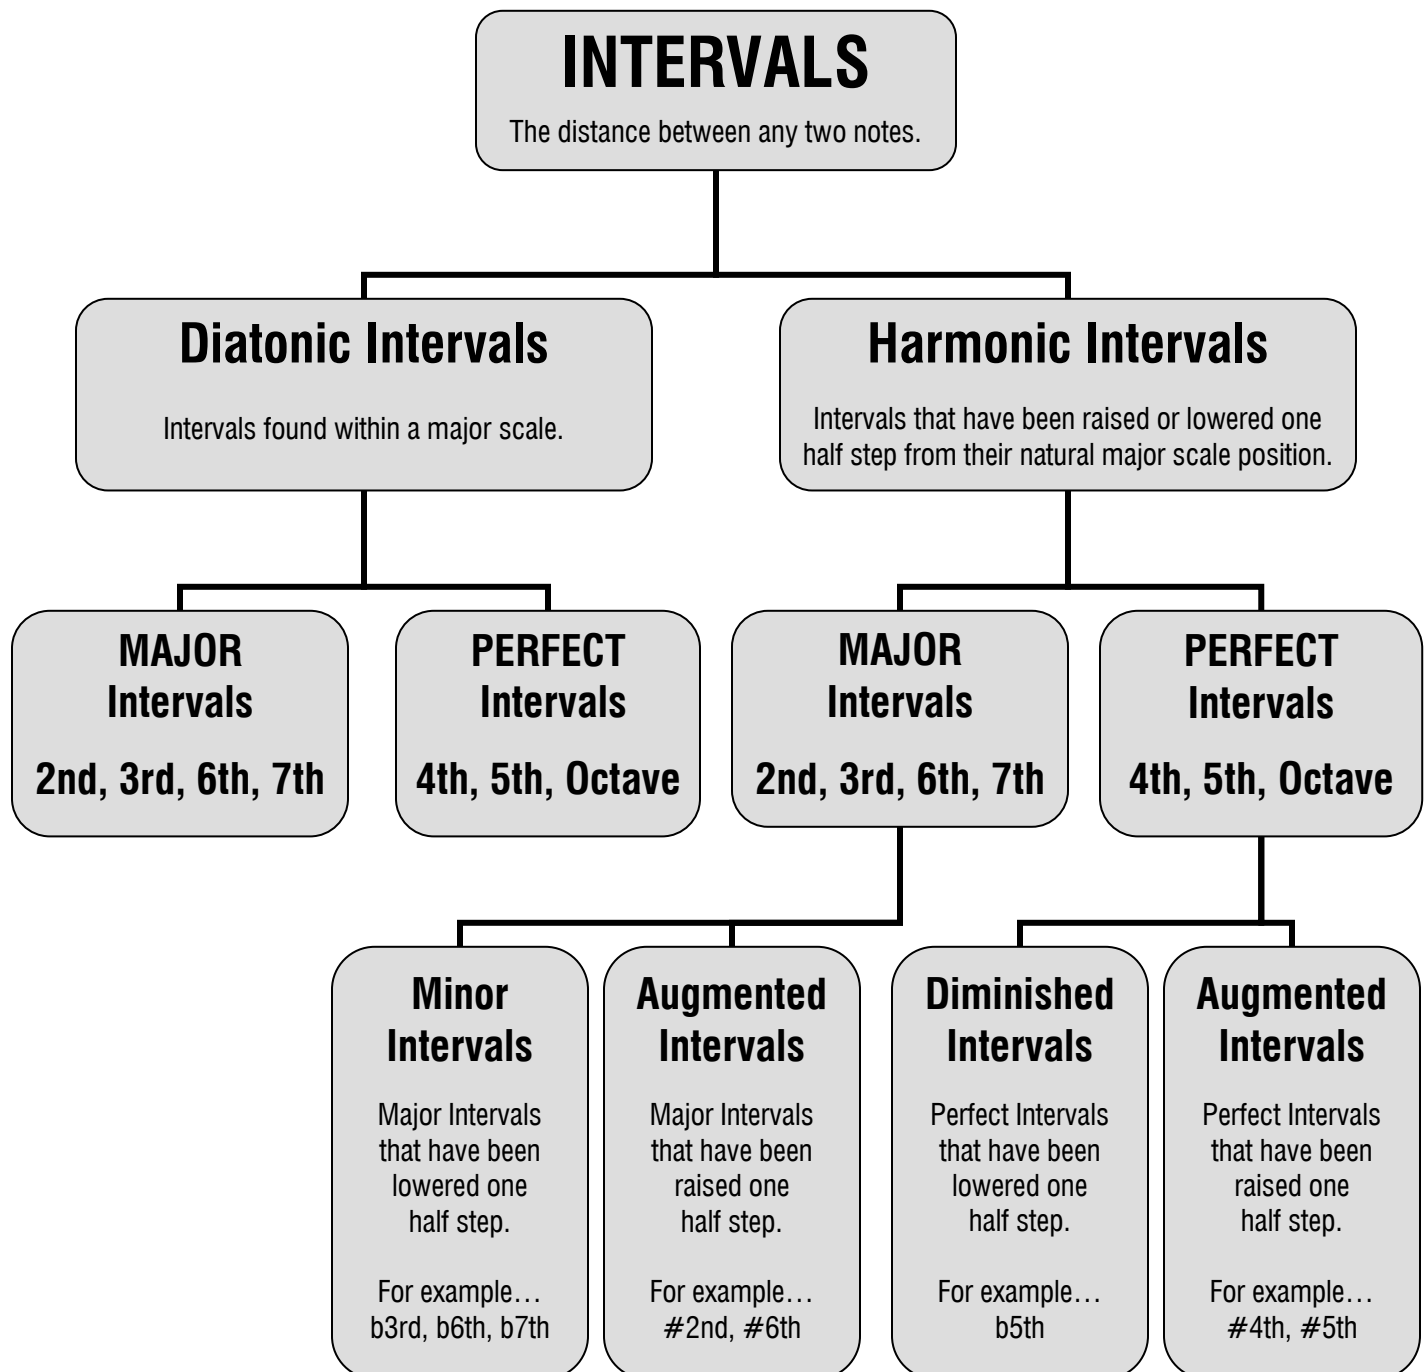 INTERVALS
The distance between any two notes.
Diatonic Intervals
Intervals found within a major scale.
Harmonic Intervals
Intervals that have been raised or lowered one
half step from their natural major scale position.
MAJOR
Intervals
2nd, 3rd, 6th, 7th
PERFECT
Intervals
4th, 5th, Octave
MAJOR
Intervals
2nd, 3rd, 6th, 7th
PERFECT
Intervals
4th, 5th, Octave
Minor
Intervals
Major Intervals
that have been
lowered one
half step.
For example…
b3rd, b6th, b7th
Augmented
Intervals
Major Intervals
that have been
raised one
half step.
For example…
#2nd, #6th
Diminished
Intervals
Perfect Intervals
that have been
lowered one
half step.
For example…
b5th
Augmented
Intervals
Perfect Intervals
that have been
raised one
half step.
For example…
#4th, #5th